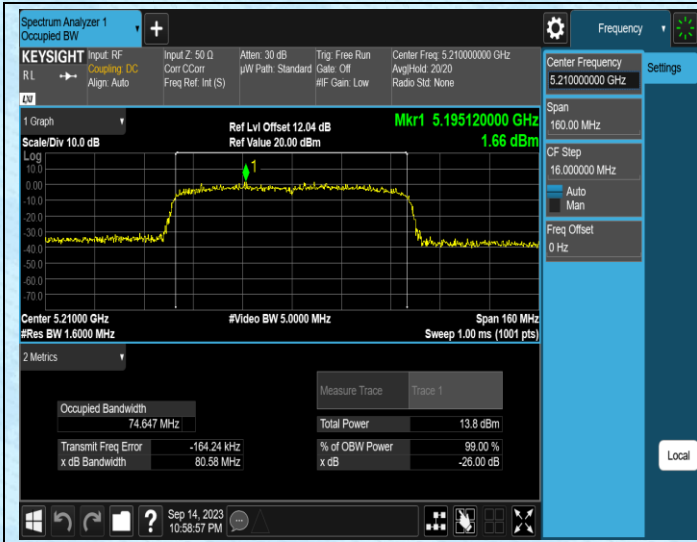 Spectrum Analyzer 1
Occupied BW
Frequency
KEYSIGHT
RL
LXI
Input: RF
Coupling: DC
Align: Auto
Input Z: 50 Ω
Corr CCorr
Freq Ref: Int (S)
Atten: 30 dB
µW Path: Standard
Trig: Free Run
Gate: Off
#IF Gain: Low
Center Freq: 5.210000000 GHz
Avg|Hold: 20/20
Radio Std: None
Center Frequency
5.210000000 GHz
Settings
Span
160.00 MHz
CF Step
16.000000 MHz
Auto
Man
Freq Offset
0 Hz
1 Graph
Scale/Div 10.0 dB
Ref Lvl Offset 12.04 dB
Ref Value 20.00 dBm
Mkr1 5.195120000 GHz
1.66 dBm
Log
10.0
0.00
-10.0
-20.0
-30.0
-40.0
-50.0
-60.0
-70.0
1
Center 5.21000 GHz
#Res BW 1.6000 MHz
#Video BW 5.0000 MHz
Span 160 MHz
Sweep 1.00 ms (1001 pts)
2 Metrics
Measure Trace Trace 1
Occupied Bandwidth
74.647 MHz
Total Power 13.8 dBm
Transmit Freq Error -164.24 kHz
% of OBW Power 99.00 %
x dB Bandwidth 80.58 MHz
x dB -26.00 dB
Local
?
Sep 14, 2023
10:58:57 PM